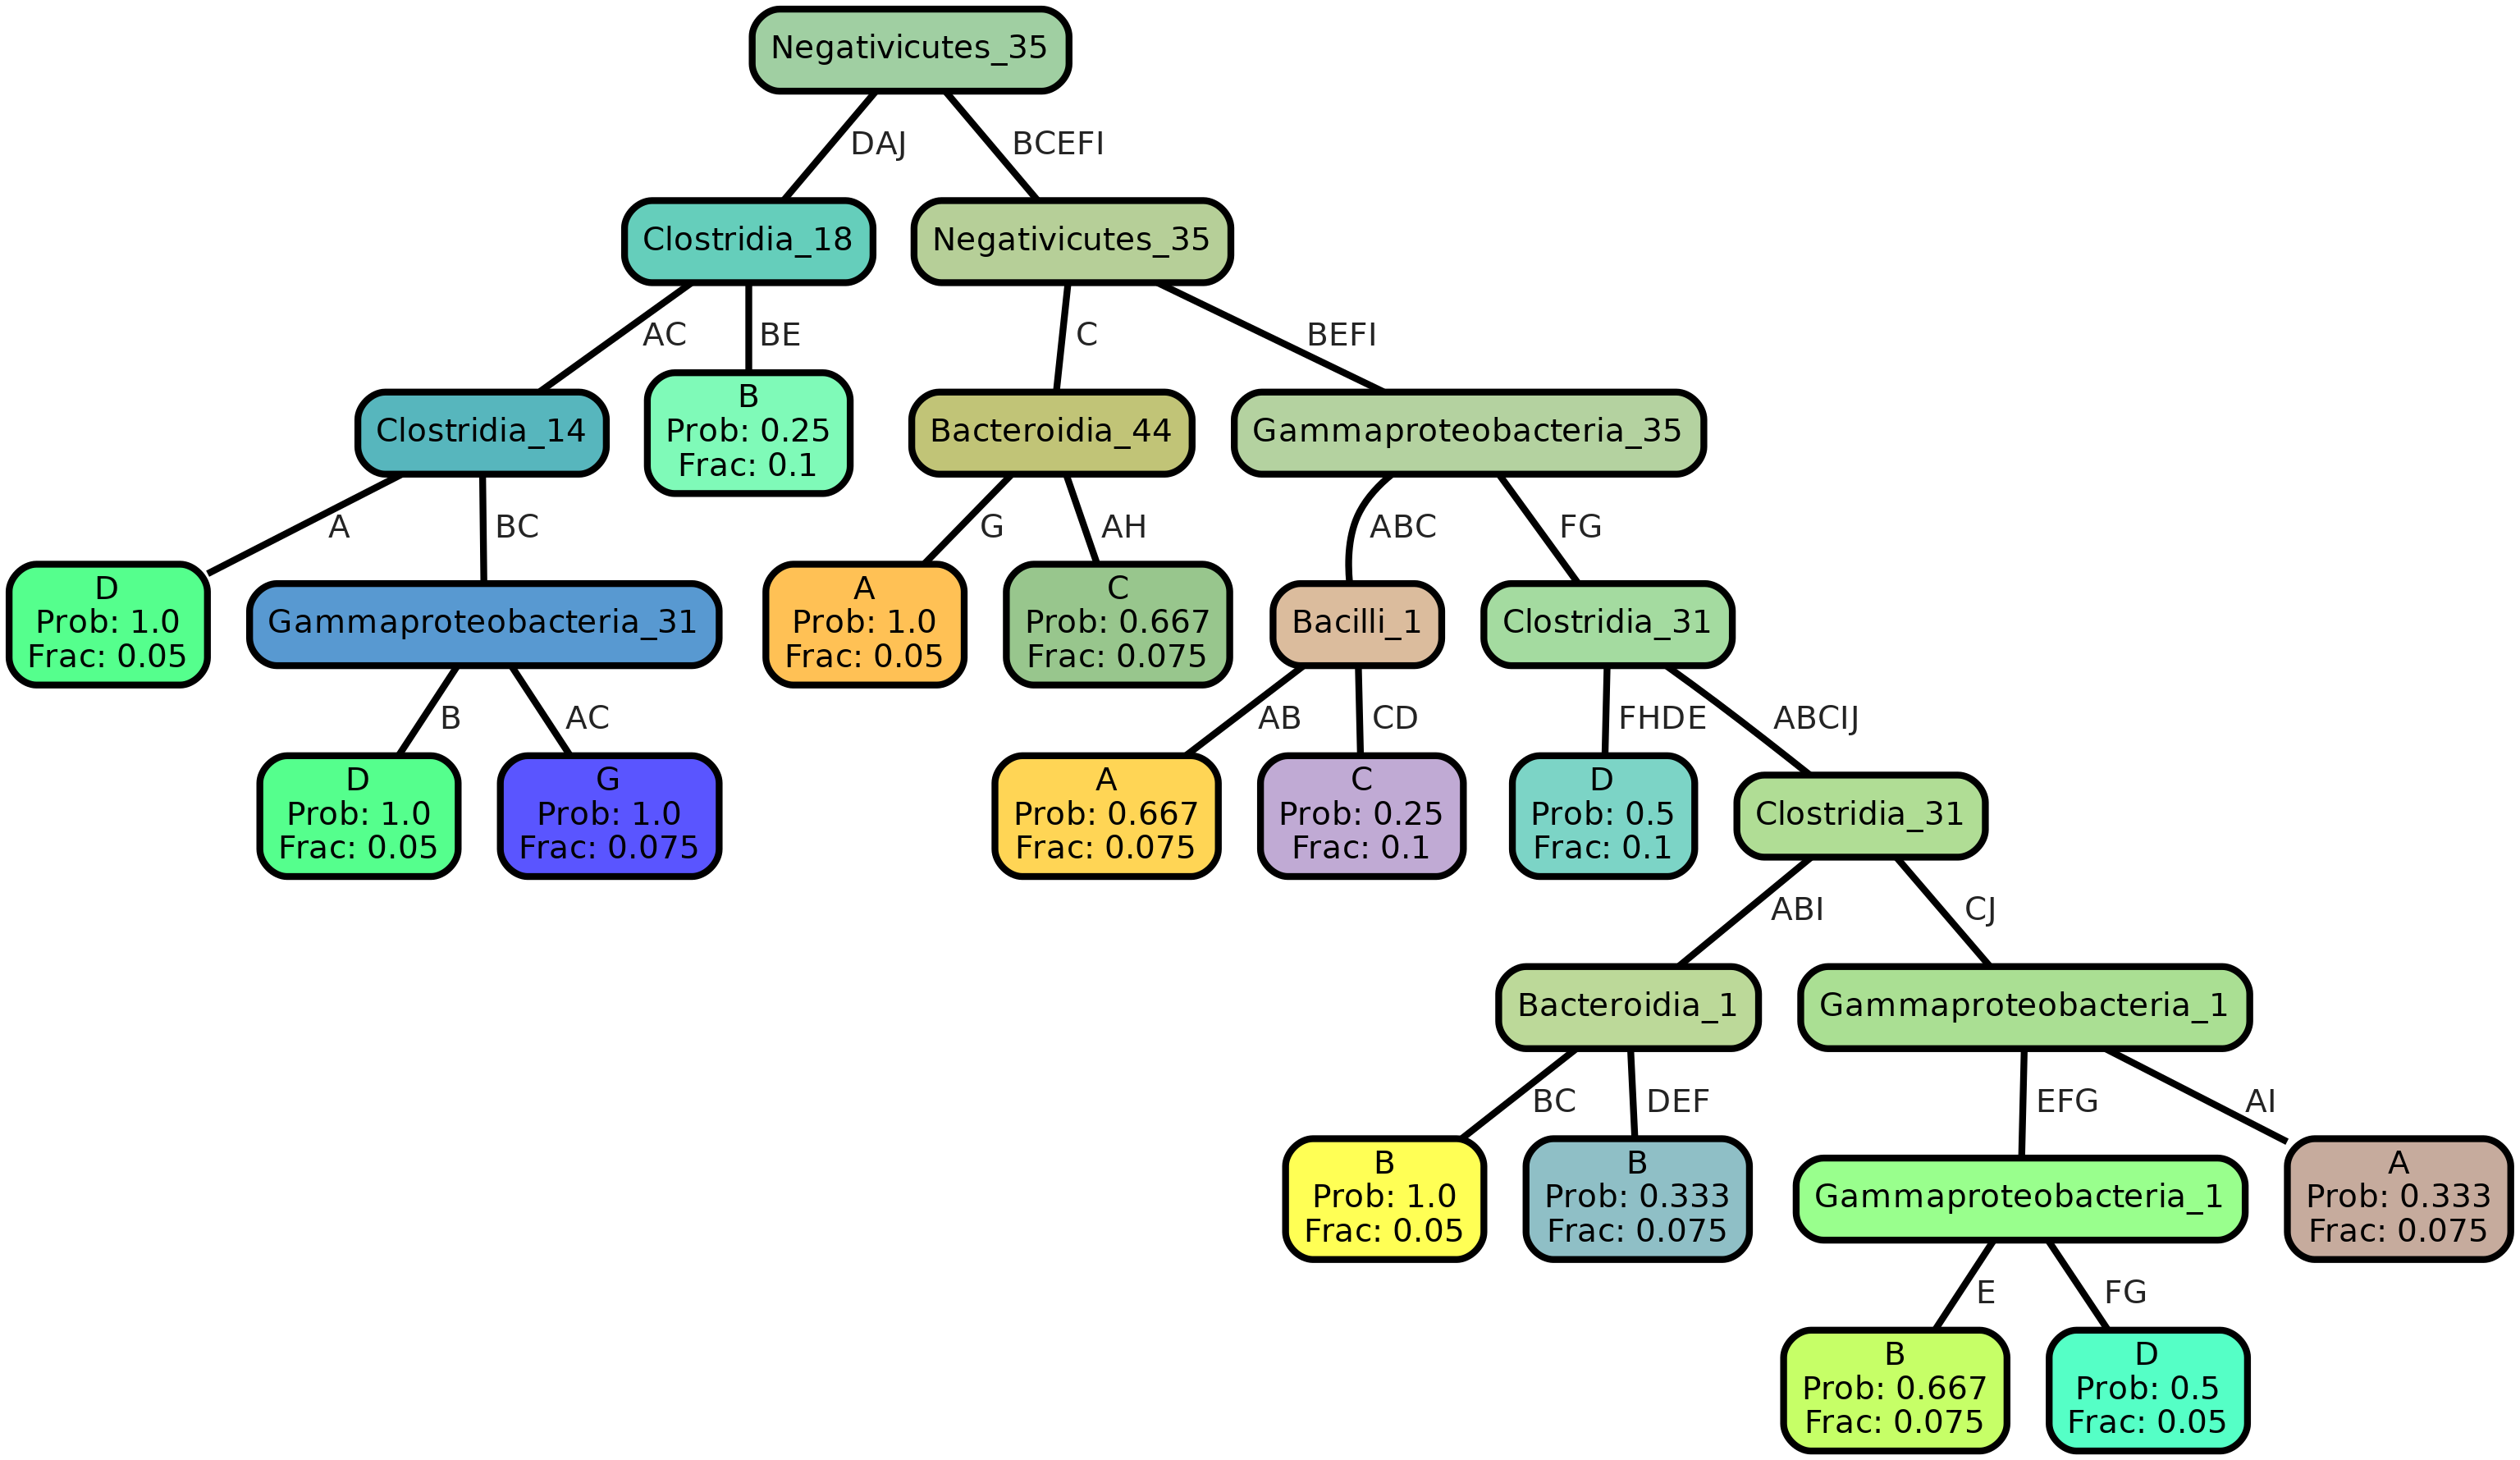 Negativicutes_35
DAJ
BCEFI
Clostridia_18
Negativicutes_35
AC
BE
C
BEFI
Clostridia_14
B
Prob: 0.25
Frac: 0.1
Bacteroidia_44
Gammaproteobacteria_35
A
BC
G
AH
ABC
FG
D
Prob: 1.0
Frac: 0.05
Gammaproteobacteria_31
A
Prob: 1.0
Frac: 0.05
C
Prob: 0.667
Frac: 0.075
Bacilli_1
Clostridia_31
B
AC
AB
CD
FHDE
ABCIJ
D
Prob: 1.0
Frac: 0.05
G
Prob: 1.0
Frac: 0.075
A
Prob: 0.667
Frac: 0.075
C
Prob: 0.25
Frac: 0.1
D
Prob: 0.5
Frac: 0.1
Clostridia_31
ABI
CJ
Bacteroidia_1
Gammaproteobacteria_1
BC
DEF
EFG
AI
B
Prob: 1.0
Frac: 0.05
B
Prob: 0.333
Frac: 0.075
Gammaproteobacteria_1
A
Prob: 0.333
Frac: 0.075
E
FG
B
Prob: 0.667
Frac: 0.075
D
Prob: 0.5
Frac: 0.05